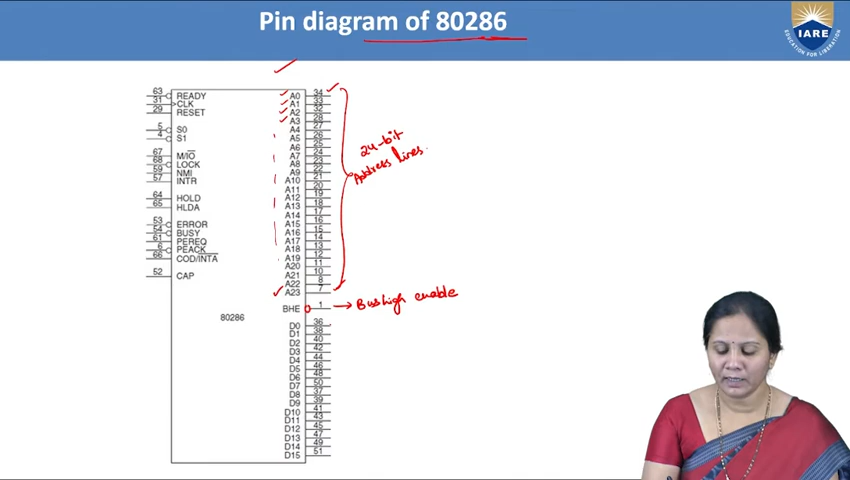 Pin diagram of 80286
IARE
EDUCATION FOR LIBERATION
63 READY
31 CLK
29 RESET
5 S0
4 S1
67 M/IO
68 LOCK
59 NMI
57 INTR
64 HOLD
65 HLDA
53 ERROR
54 BUSY
61 PEREQ
6 PEACK
66 COD/INTA
52 CAP
80286
A0 34
A1 33
A2 32
A3 28
A4 27
A5 26
A6 25
A7 24
A8 23
A9 22
A10 21
A11 20
A12 19
A13 18
A14 17
A15 16
A16 15
A17 14
A18 13
A19 12
A20 11
A21 10
A22 8
A23 7
24-bit
Address lines.
BHE 1 → Bus high enable
D0 36
D1 38
D2 40
D3 42
D4 44
D5 46
D6 48
D7 50
D8 37
D9 39
D10 41
D11 43
D12 45
D13 47
D14 49
D15 51